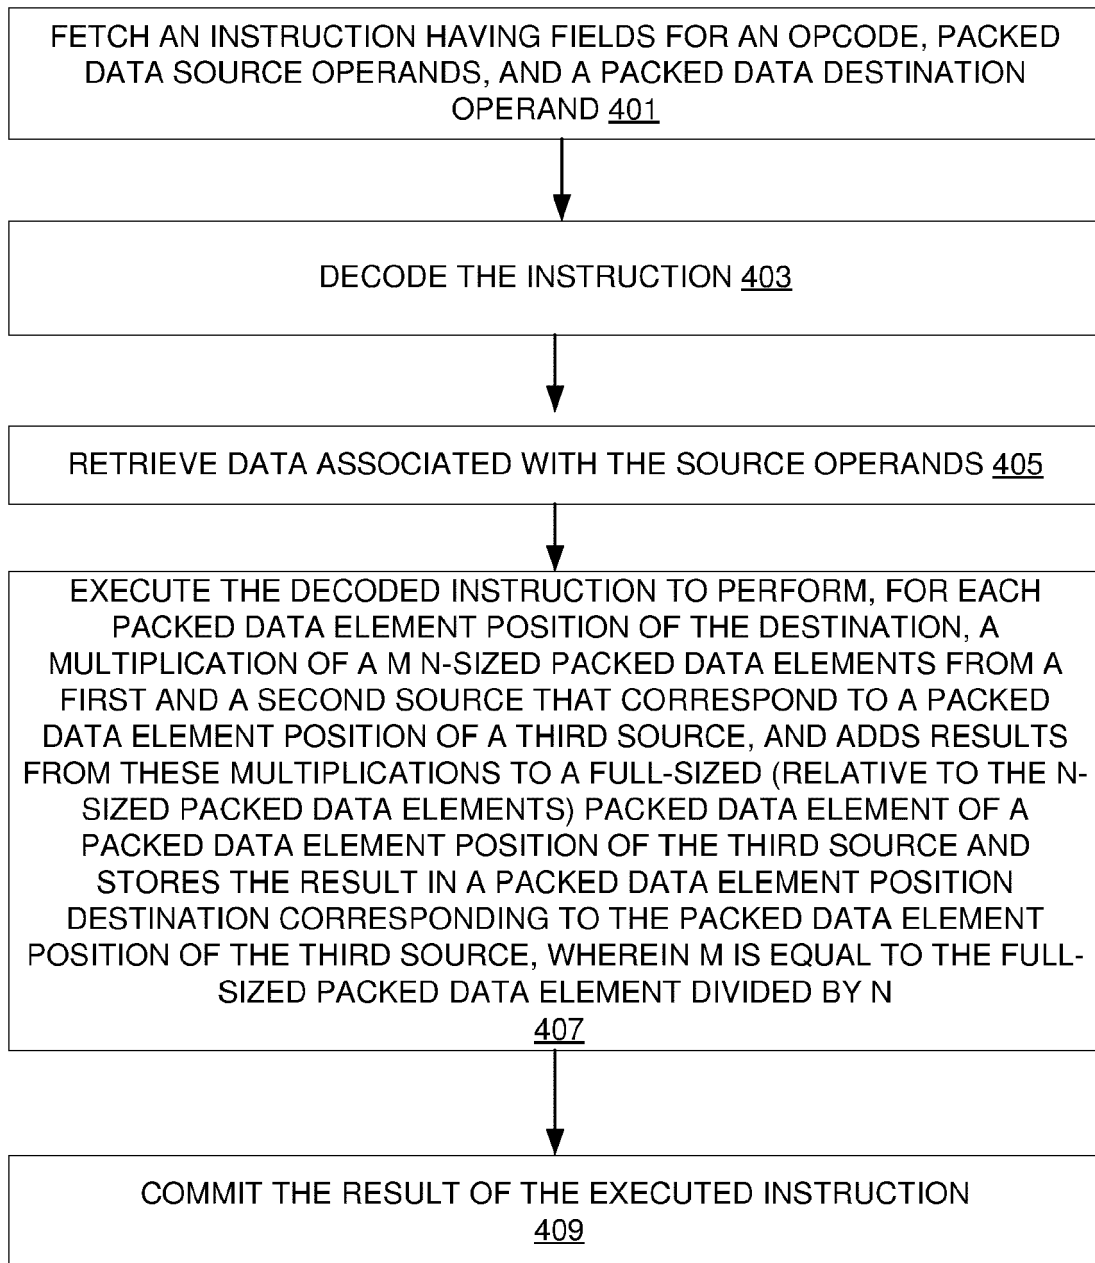 FETCH AN INSTRUCTION HAVING FIELDS FOR AN OPCODE, PACKED
DATA SOURCE OPERANDS, AND A PACKED DATA DESTINATION
OPERAND 401
DECODE THE INSTRUCTION 403
RETRIEVE DATA ASSOCIATED WITH THE SOURCE OPERANDS 405
EXECUTE THE DECODED INSTRUCTION TO PERFORM, FOR EACH
PACKED DATA ELEMENT POSITION OF THE DESTINATION, A
MULTIPLICATION OF A M N-SIZED PACKED DATA ELEMENTS FROM A
FIRST AND A SECOND SOURCE THAT CORRESPOND TO A PACKED
DATA ELEMENT POSITION OF A THIRD SOURCE, AND ADDS RESULTS
FROM THESE MULTIPLICATIONS TO A FULL-SIZED (RELATIVE TO THE N-
SIZED PACKED DATA ELEMENTS) PACKED DATA ELEMENT OF A
PACKED DATA ELEMENT POSITION OF THE THIRD SOURCE AND
STORES THE RESULT IN A PACKED DATA ELEMENT POSITION
DESTINATION CORRESPONDING TO THE PACKED DATA ELEMENT
POSITION OF THE THIRD SOURCE, WHEREIN M IS EQUAL TO THE FULL-
SIZED PACKED DATA ELEMENT DIVIDED BY N
407
COMMIT THE RESULT OF THE EXECUTED INSTRUCTION
409